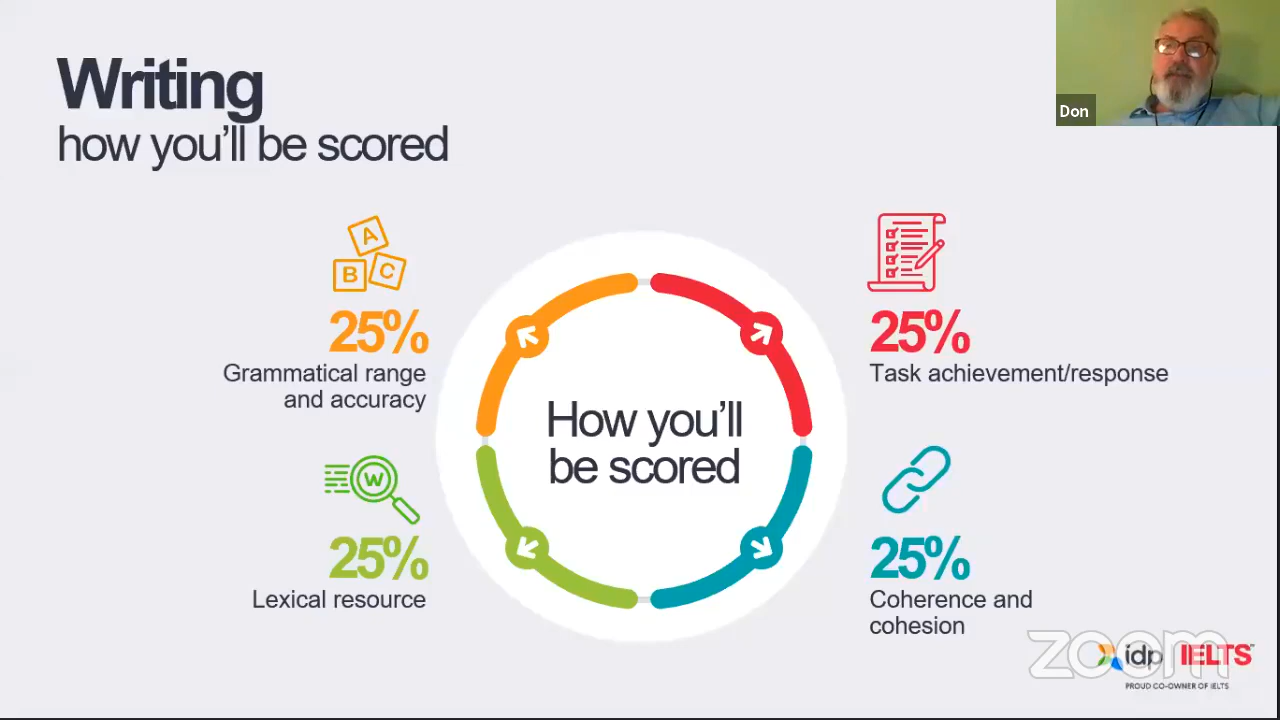 Writing
how you'll be scored
Don
A
B C
25%
Grammatical range
and accuracy
25%
Task achievement/response
How you'll
be scored
W
25%
Lexical resource
25%
Coherence and
cohesion
zoom
idp IELTS™
PROUD CO-OWNER OF IELTS